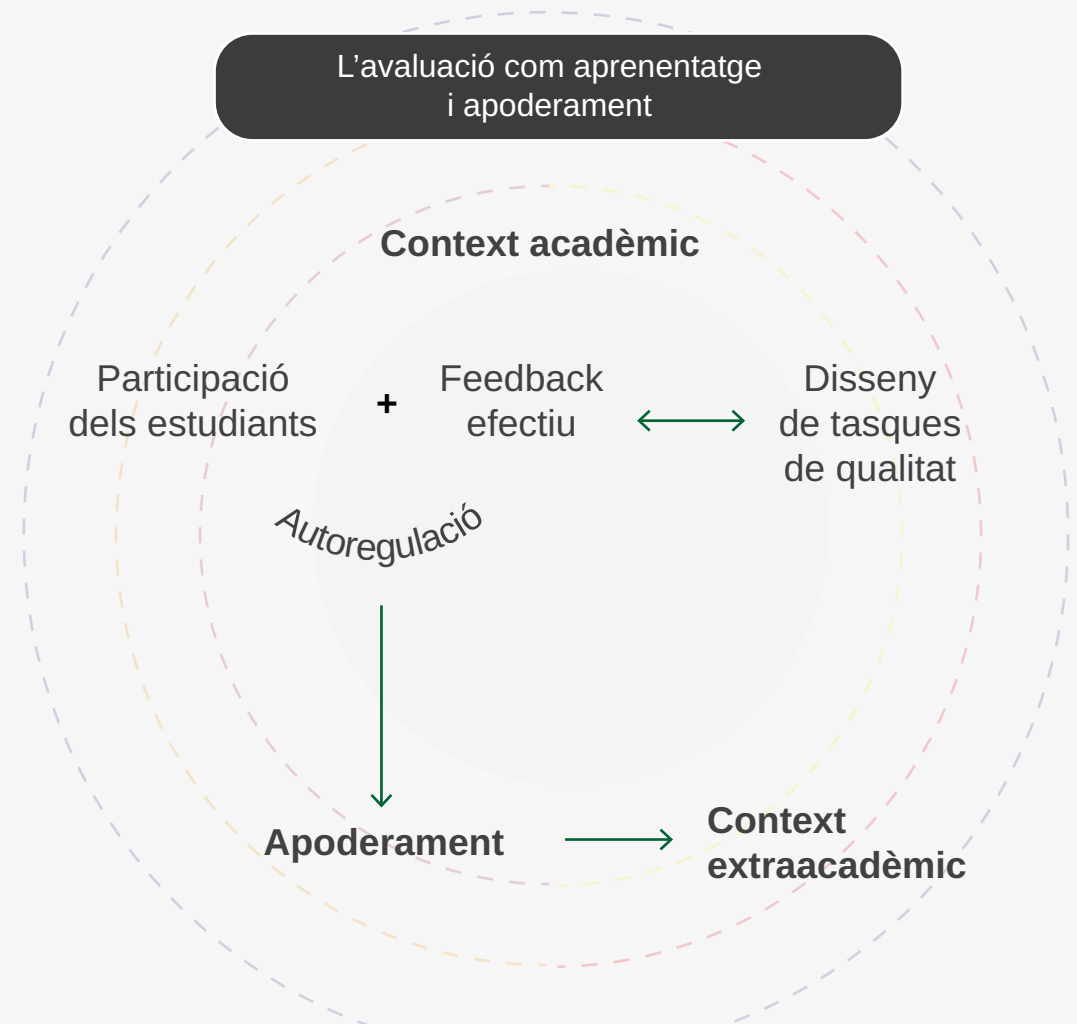 L’avaluació com aprenentatge
i apoderament
Context acadèmic
Participació
dels estudiants
+
Feedback
efectiu
Disseny
de tasques
de qualitat
Autoregulació
Apoderament
Context
extraacadèmic